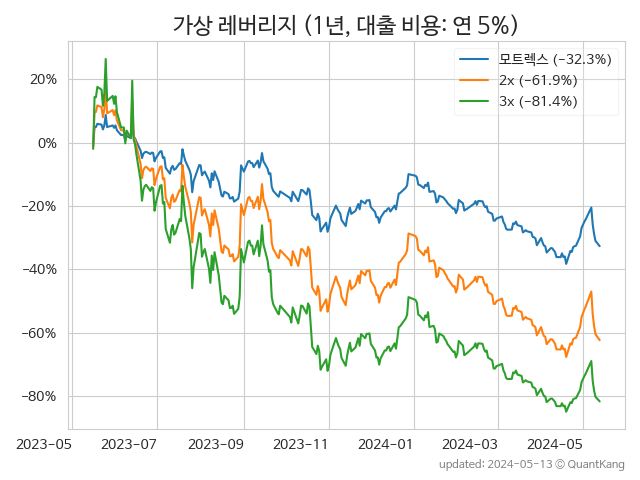 가상 레버리지 (1년, 대출 비용: 연 5%)
모트렉스 (−32.3%)
2x (−61.9%)
3x (−81.4%)
20%
0%
−20%
−40%
−60%
−80%
2023-05 2023-07 2023-09 2023-11 2024-01 2024-03 2024-05
updated: 2024-05-13 © QuantKang